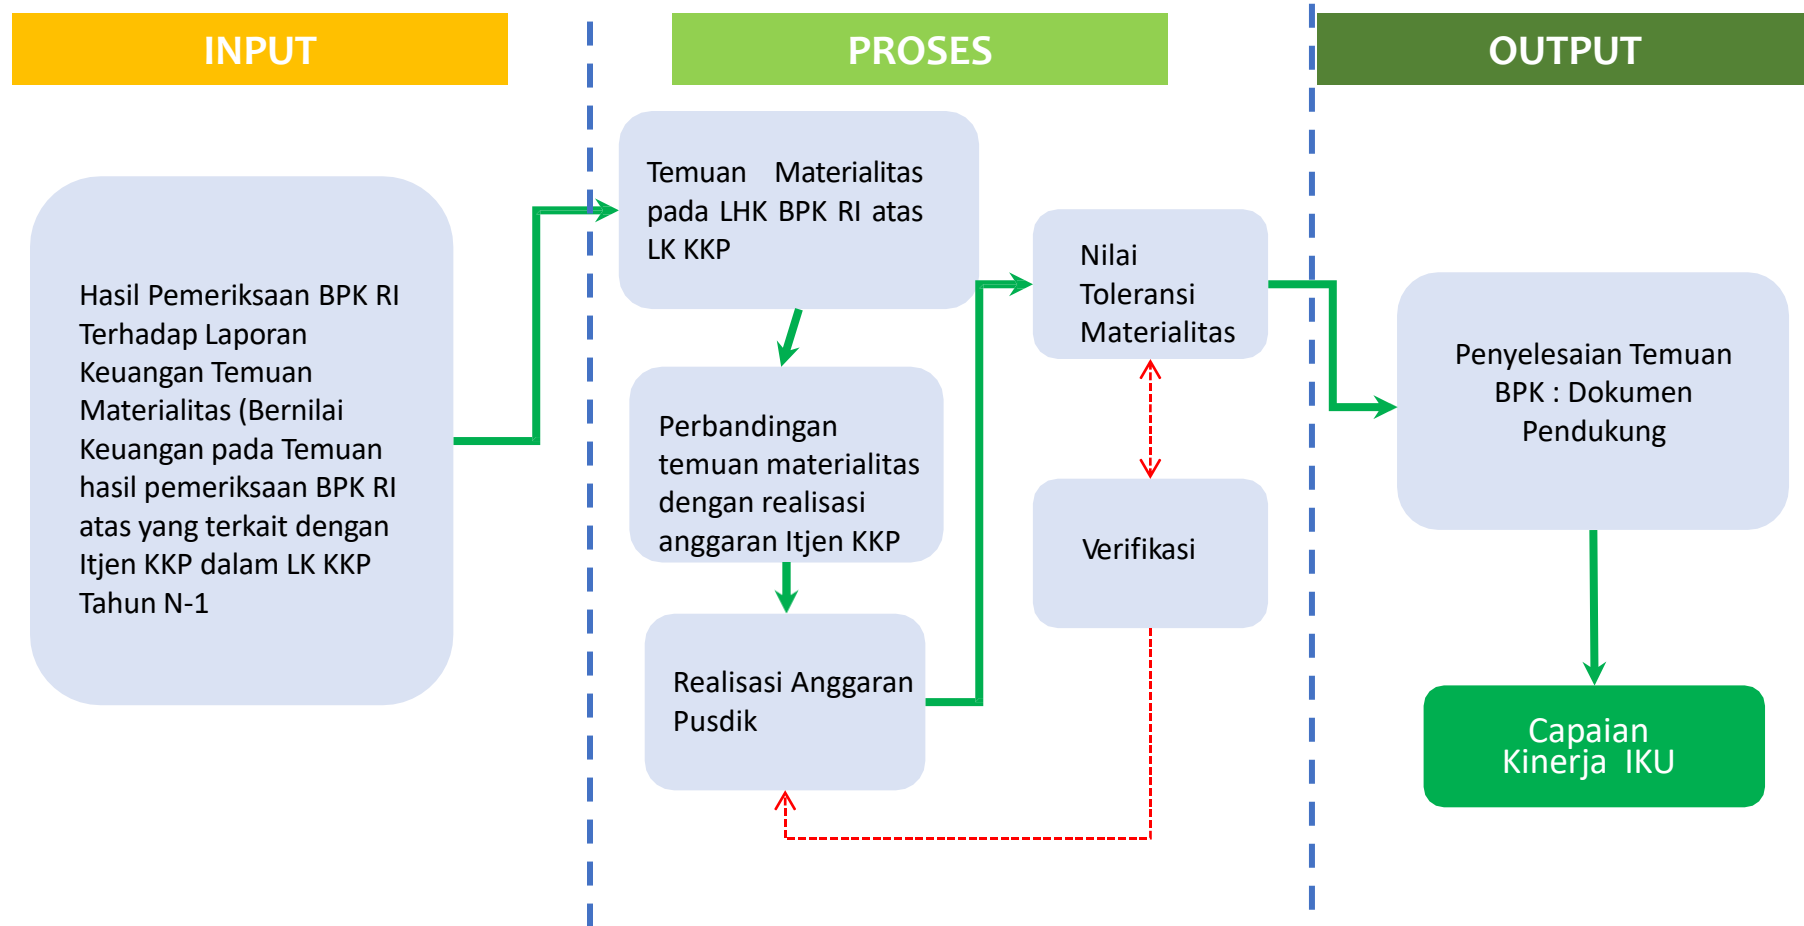 INPUT
PROSES
OUTPUT
Hasil Pemeriksaan BPK RI
Terhadap Laporan
Keuangan Temuan
Materialitas (Bernilai
Keuangan pada Temuan
hasil pemeriksaan BPK RI
atas yang terkait dengan
Itjen KKP dalam LK KKP
Tahun N-1
Temuan Materialitas
pada LHK BPK RI atas
LK KKP
Perbandingan
temuan materialitas
dengan realisasi
anggaran Itjen KKP
Realisasi Anggaran
Pusdik
Nilai
Toleransi
Materialitas
Verifikasi
Penyelesaian Temuan
BPK : Dokumen
Pendukung
Capaian
Kinerja IKU